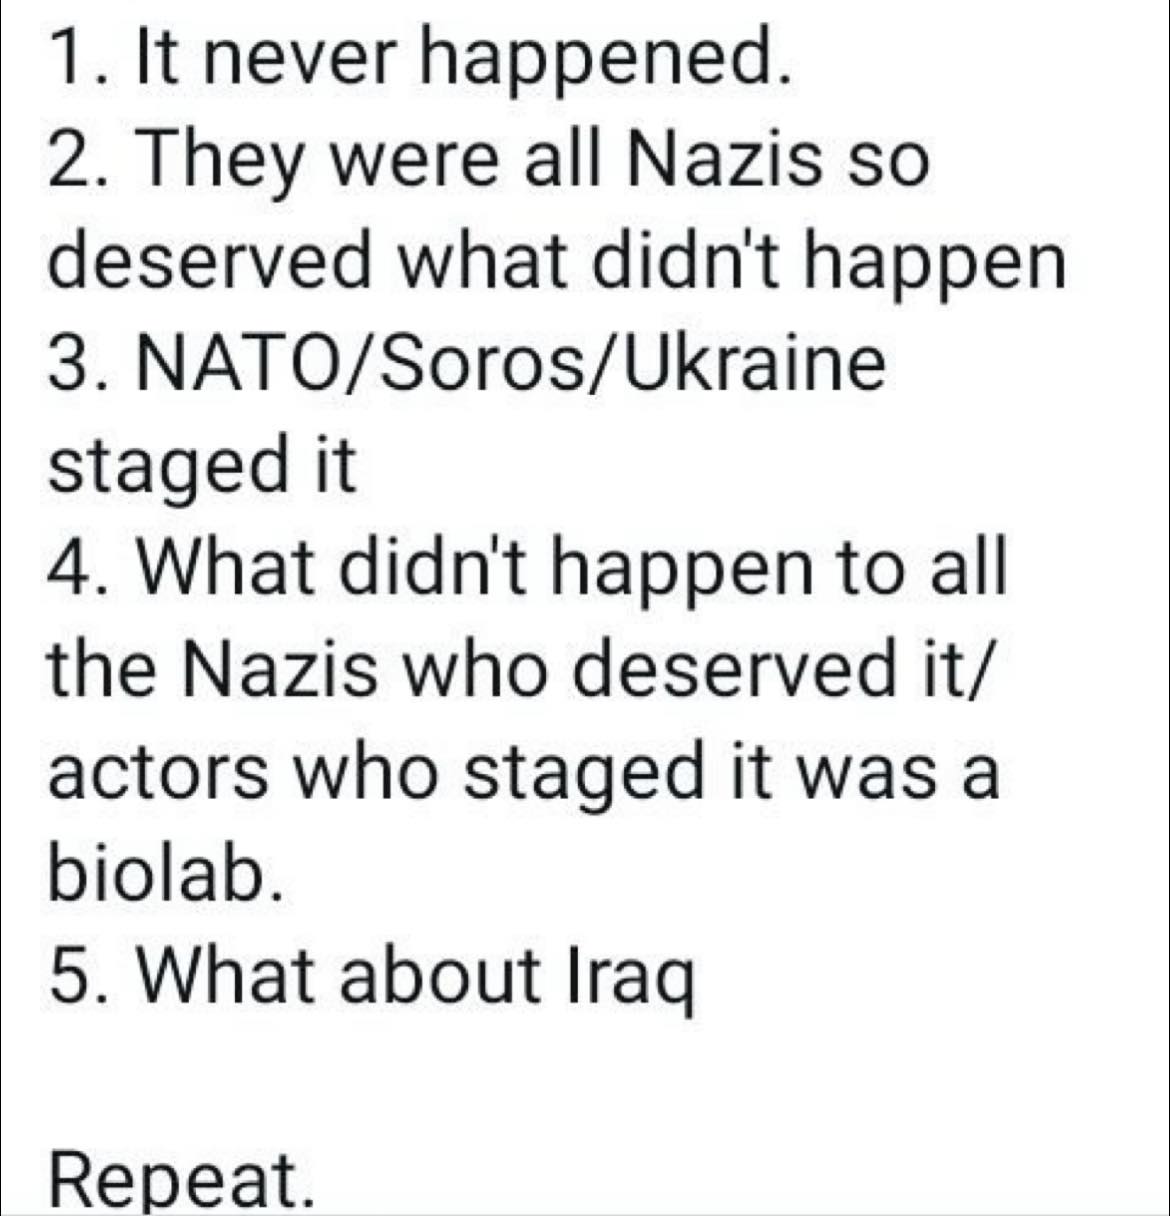 1. It never happened.
2. They were all Nazis so
deserved what didn't happen
3. NATO/Soros/Ukraine
staged it
4. What didn't happen to all
the Nazis who deserved it/
actors who staged it was a
biolab.
5. What about Iraq
Repeat.